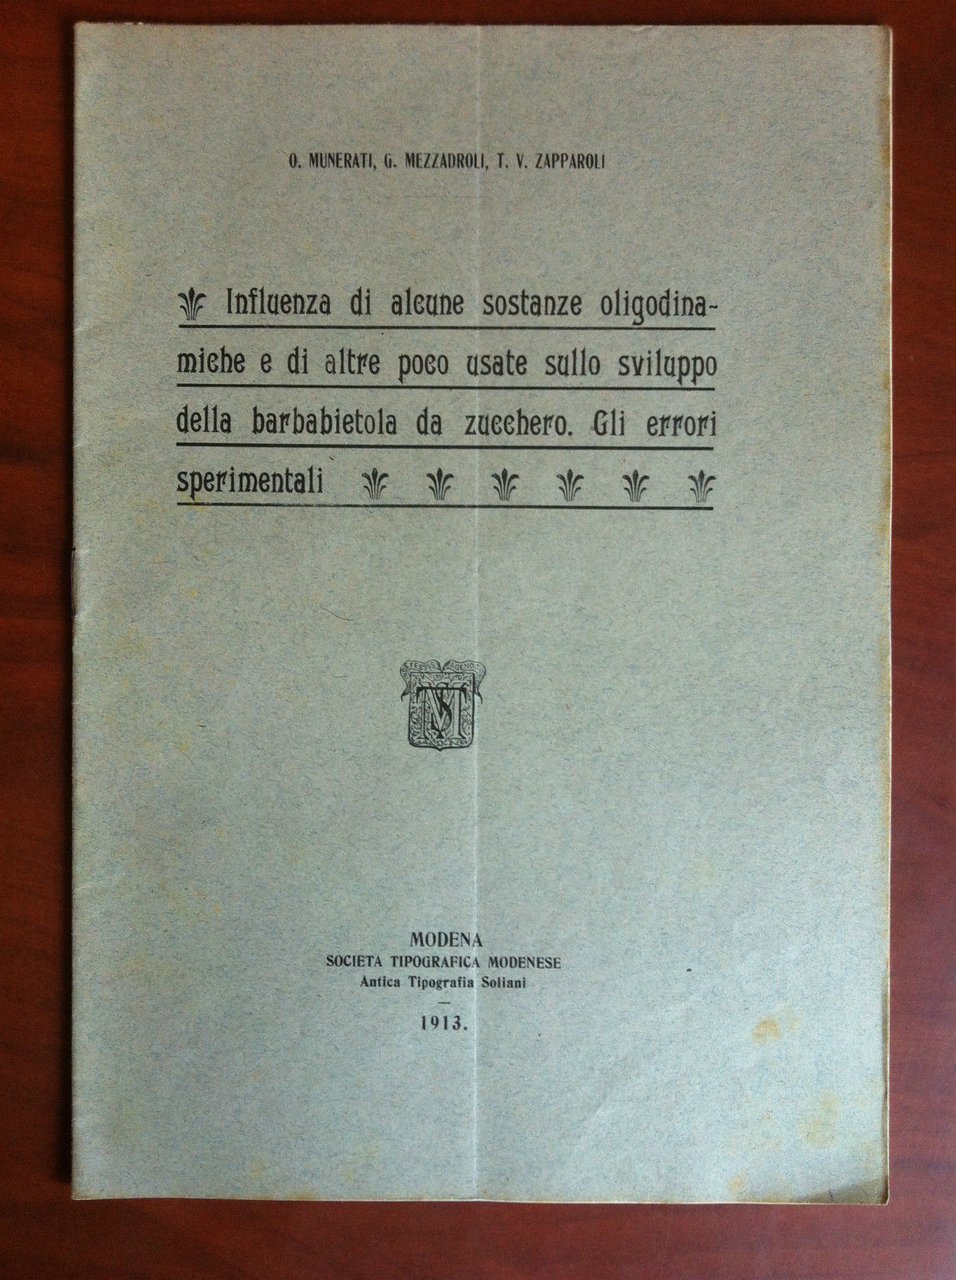 O. MUNERATI, G. MEZZADROLI, T. V. ZAPPAROLI
Influenza di alcune sostanze oligodina-
miche e di altre poco usate sullo sviluppo
della barbabietola da zucchero. Gli errori
sperimentali
MODENA
SOCIETA TIPOGRAFICA MODENESE
Antica Tipografia Soliani
—
1913.